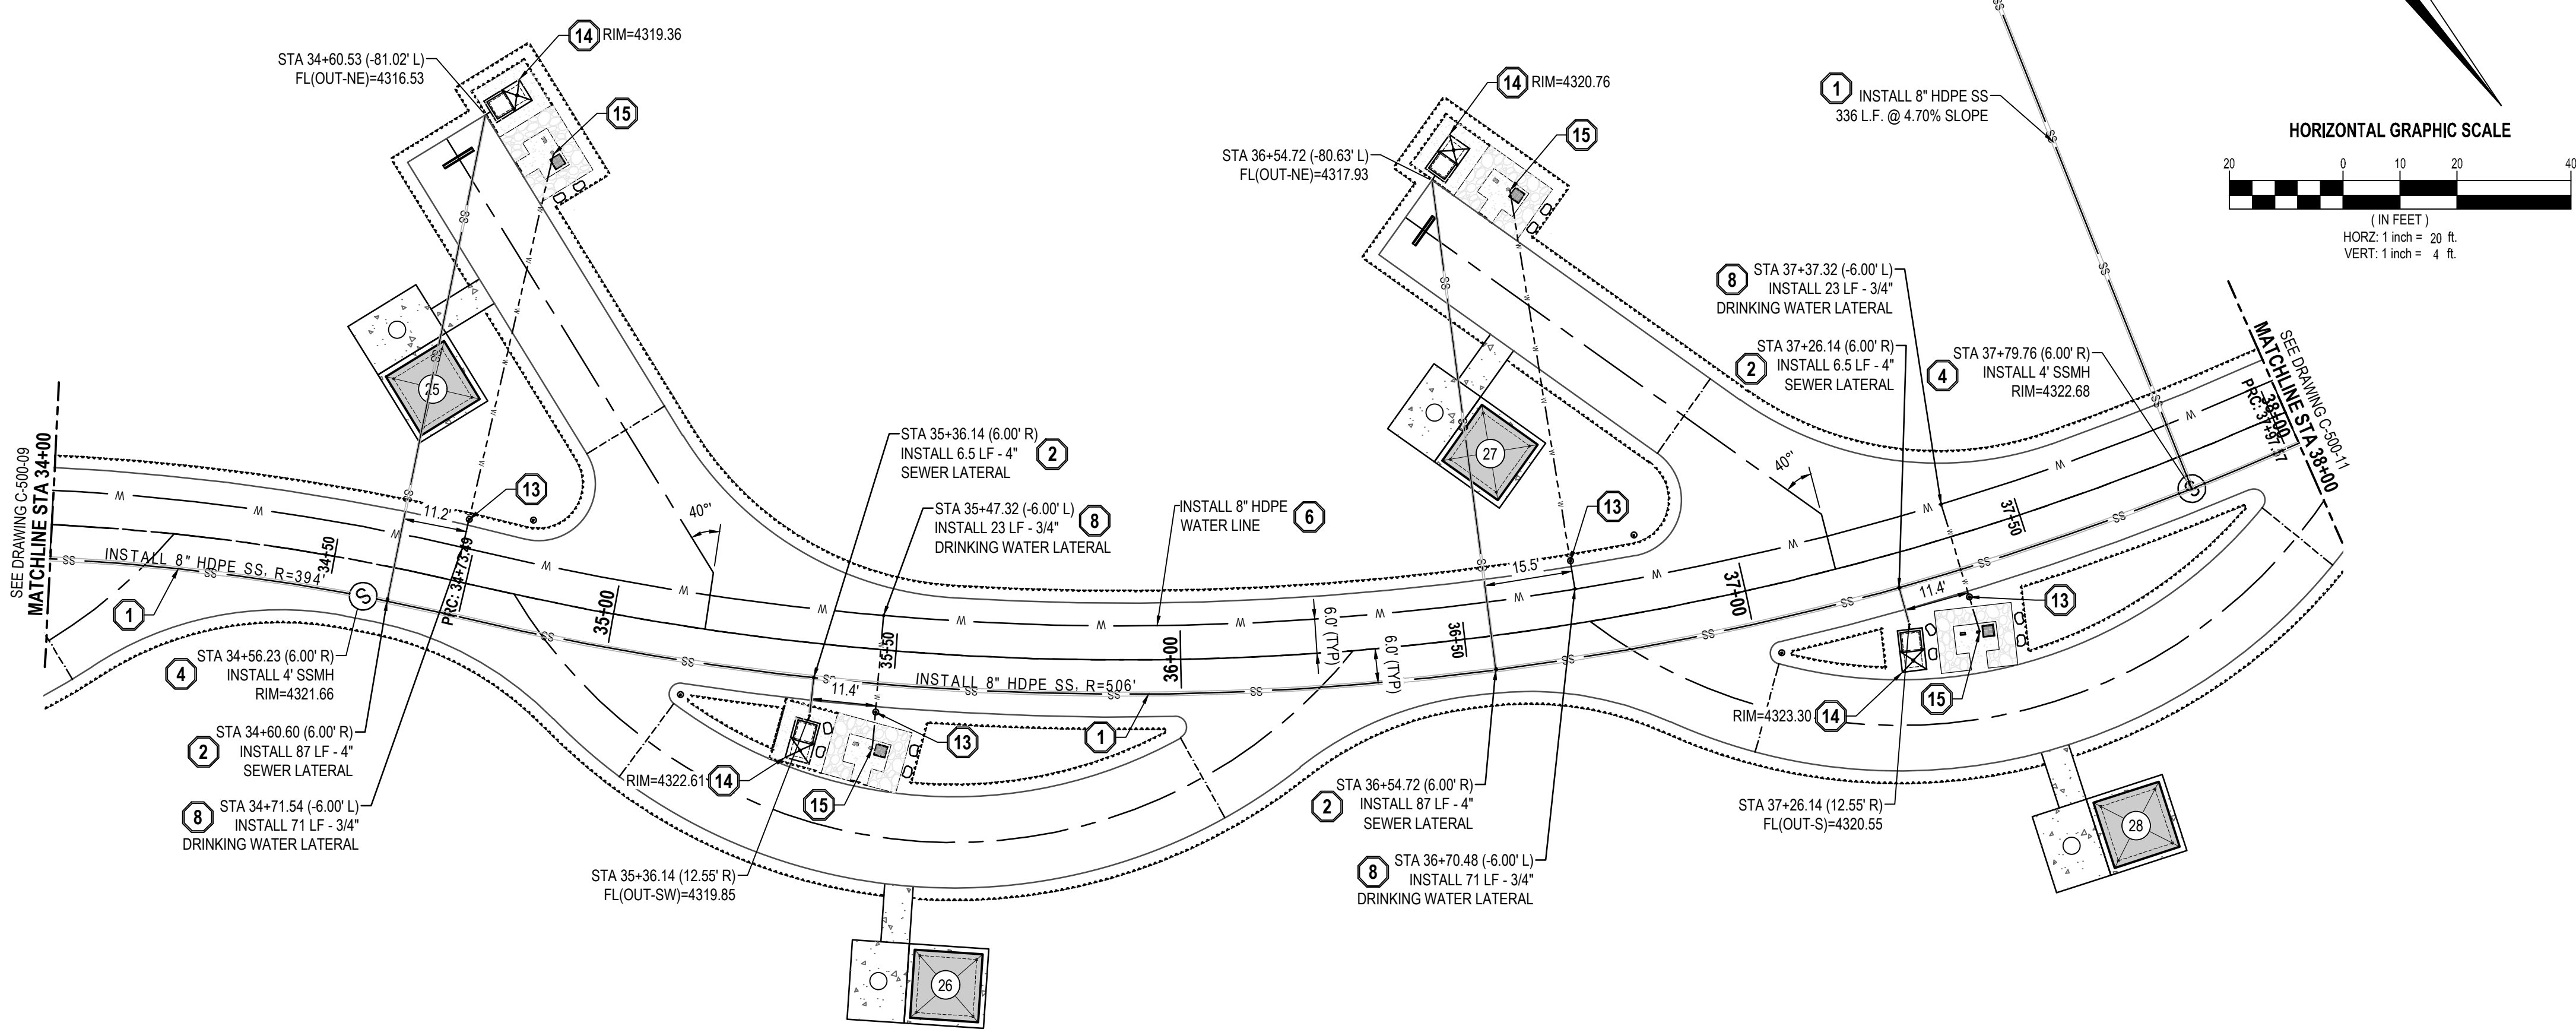 SEE DRAWING C-500-09
MATCHLINE STA 34+00
STA 34+60.53 (-81.02' L)
FL(OUT-NE)=4316.53
14 RIM=4319.36
15
25
11.2'
13
40°
34+50
INSTALL 8" HDPE SS, R=394'
PRC: 34+73.49
1
4
STA 34+56.23 (6.00' R)
INSTALL 4' SSMH
RIM=4321.66
S
2
STA 34+60.60 (6.00' R)
INSTALL 87 LF - 4"
SEWER LATERAL
8
STA 34+71.54 (-6.00' L)
INSTALL 71 LF - 3/4"
DRINKING WATER LATERAL
35+00
STA 35+36.14 (6.00' R)
INSTALL 6.5 LF - 4"
SEWER LATERAL
2
STA 35+47.32 (-6.00' L)
INSTALL 23 LF - 3/4"
DRINKING WATER LATERAL
8
INSTALL 8" HDPE
WATER LINE
6
35+50
11.4'
INSTALL 8" HDPE SS, R=506'
36+00
6.0' (TYP)
6.0' (TYP)
13
1
RIM=4322.61 14
15
STA 35+36.14 (12.55' R)
FL(OUT-SW)=4319.85
26
STA 36+54.72 (-80.63' L)
FL(OUT-NE)=4317.93
14 RIM=4320.76
15
27
13
40°
15.5'
36+50
37+00
2
STA 36+54.72 (6.00' R)
INSTALL 87 LF - 4"
SEWER LATERAL
8
STA 36+70.48 (-6.00' L)
INSTALL 71 LF - 3/4"
DRINKING WATER LATERAL
1
INSTALL 8" HDPE SS
336 L.F. @ 4.70% SLOPE
8
STA 37+37.32 (-6.00' L)
INSTALL 23 LF - 3/4"
DRINKING WATER LATERAL
2
STA 37+26.14 (6.00' R)
INSTALL 6.5 LF - 4"
SEWER LATERAL
4
STA 37+79.76 (6.00' R)
INSTALL 4' SSMH
RIM=4322.68
S
37+50
11.4'
13
RIM=4323.30 14
15
STA 37+26.14 (12.55' R)
FL(OUT-S)=4320.55
28
38+00
PRC: 37+97.57
MATCHLINE STA 38+00
SEE DRAWING C-500-11
HORIZONTAL GRAPHIC SCALE
20 0 10 20 40
( IN FEET )
HORZ: 1 inch = 20 ft.
VERT: 1 inch = 4 ft.